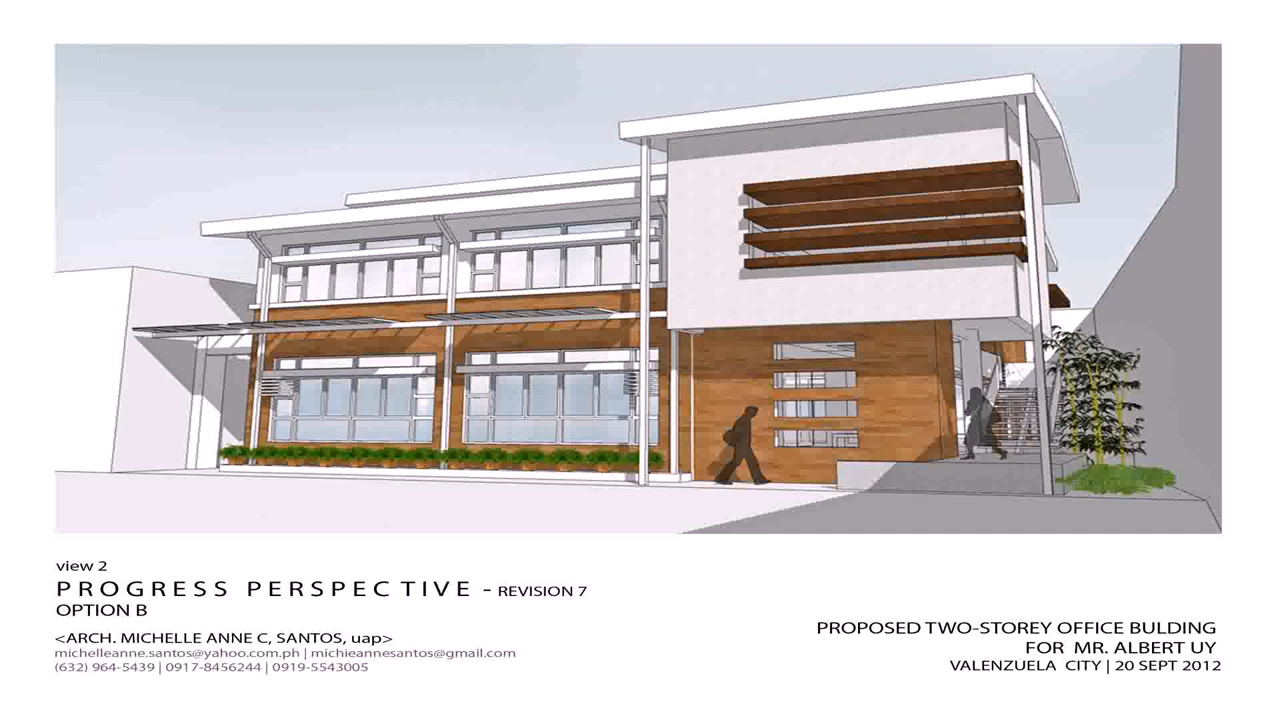 view 2
PROGRESS PERSPECTIVE - REVISION 7
OPTION B
<ARCH. MICHELLE ANNE C, SANTOS, uap>
michelleanne.santos@yahoo.com.ph | michieannesantos@gmail.com
(632) 964-5439 | 0917-8456244 | 0919-5543005
PROPOSED TWO-STOREY OFFICE BULDING
FOR MR. ALBERT UY
VALENZUELA CITY | 20 SEPT 2012